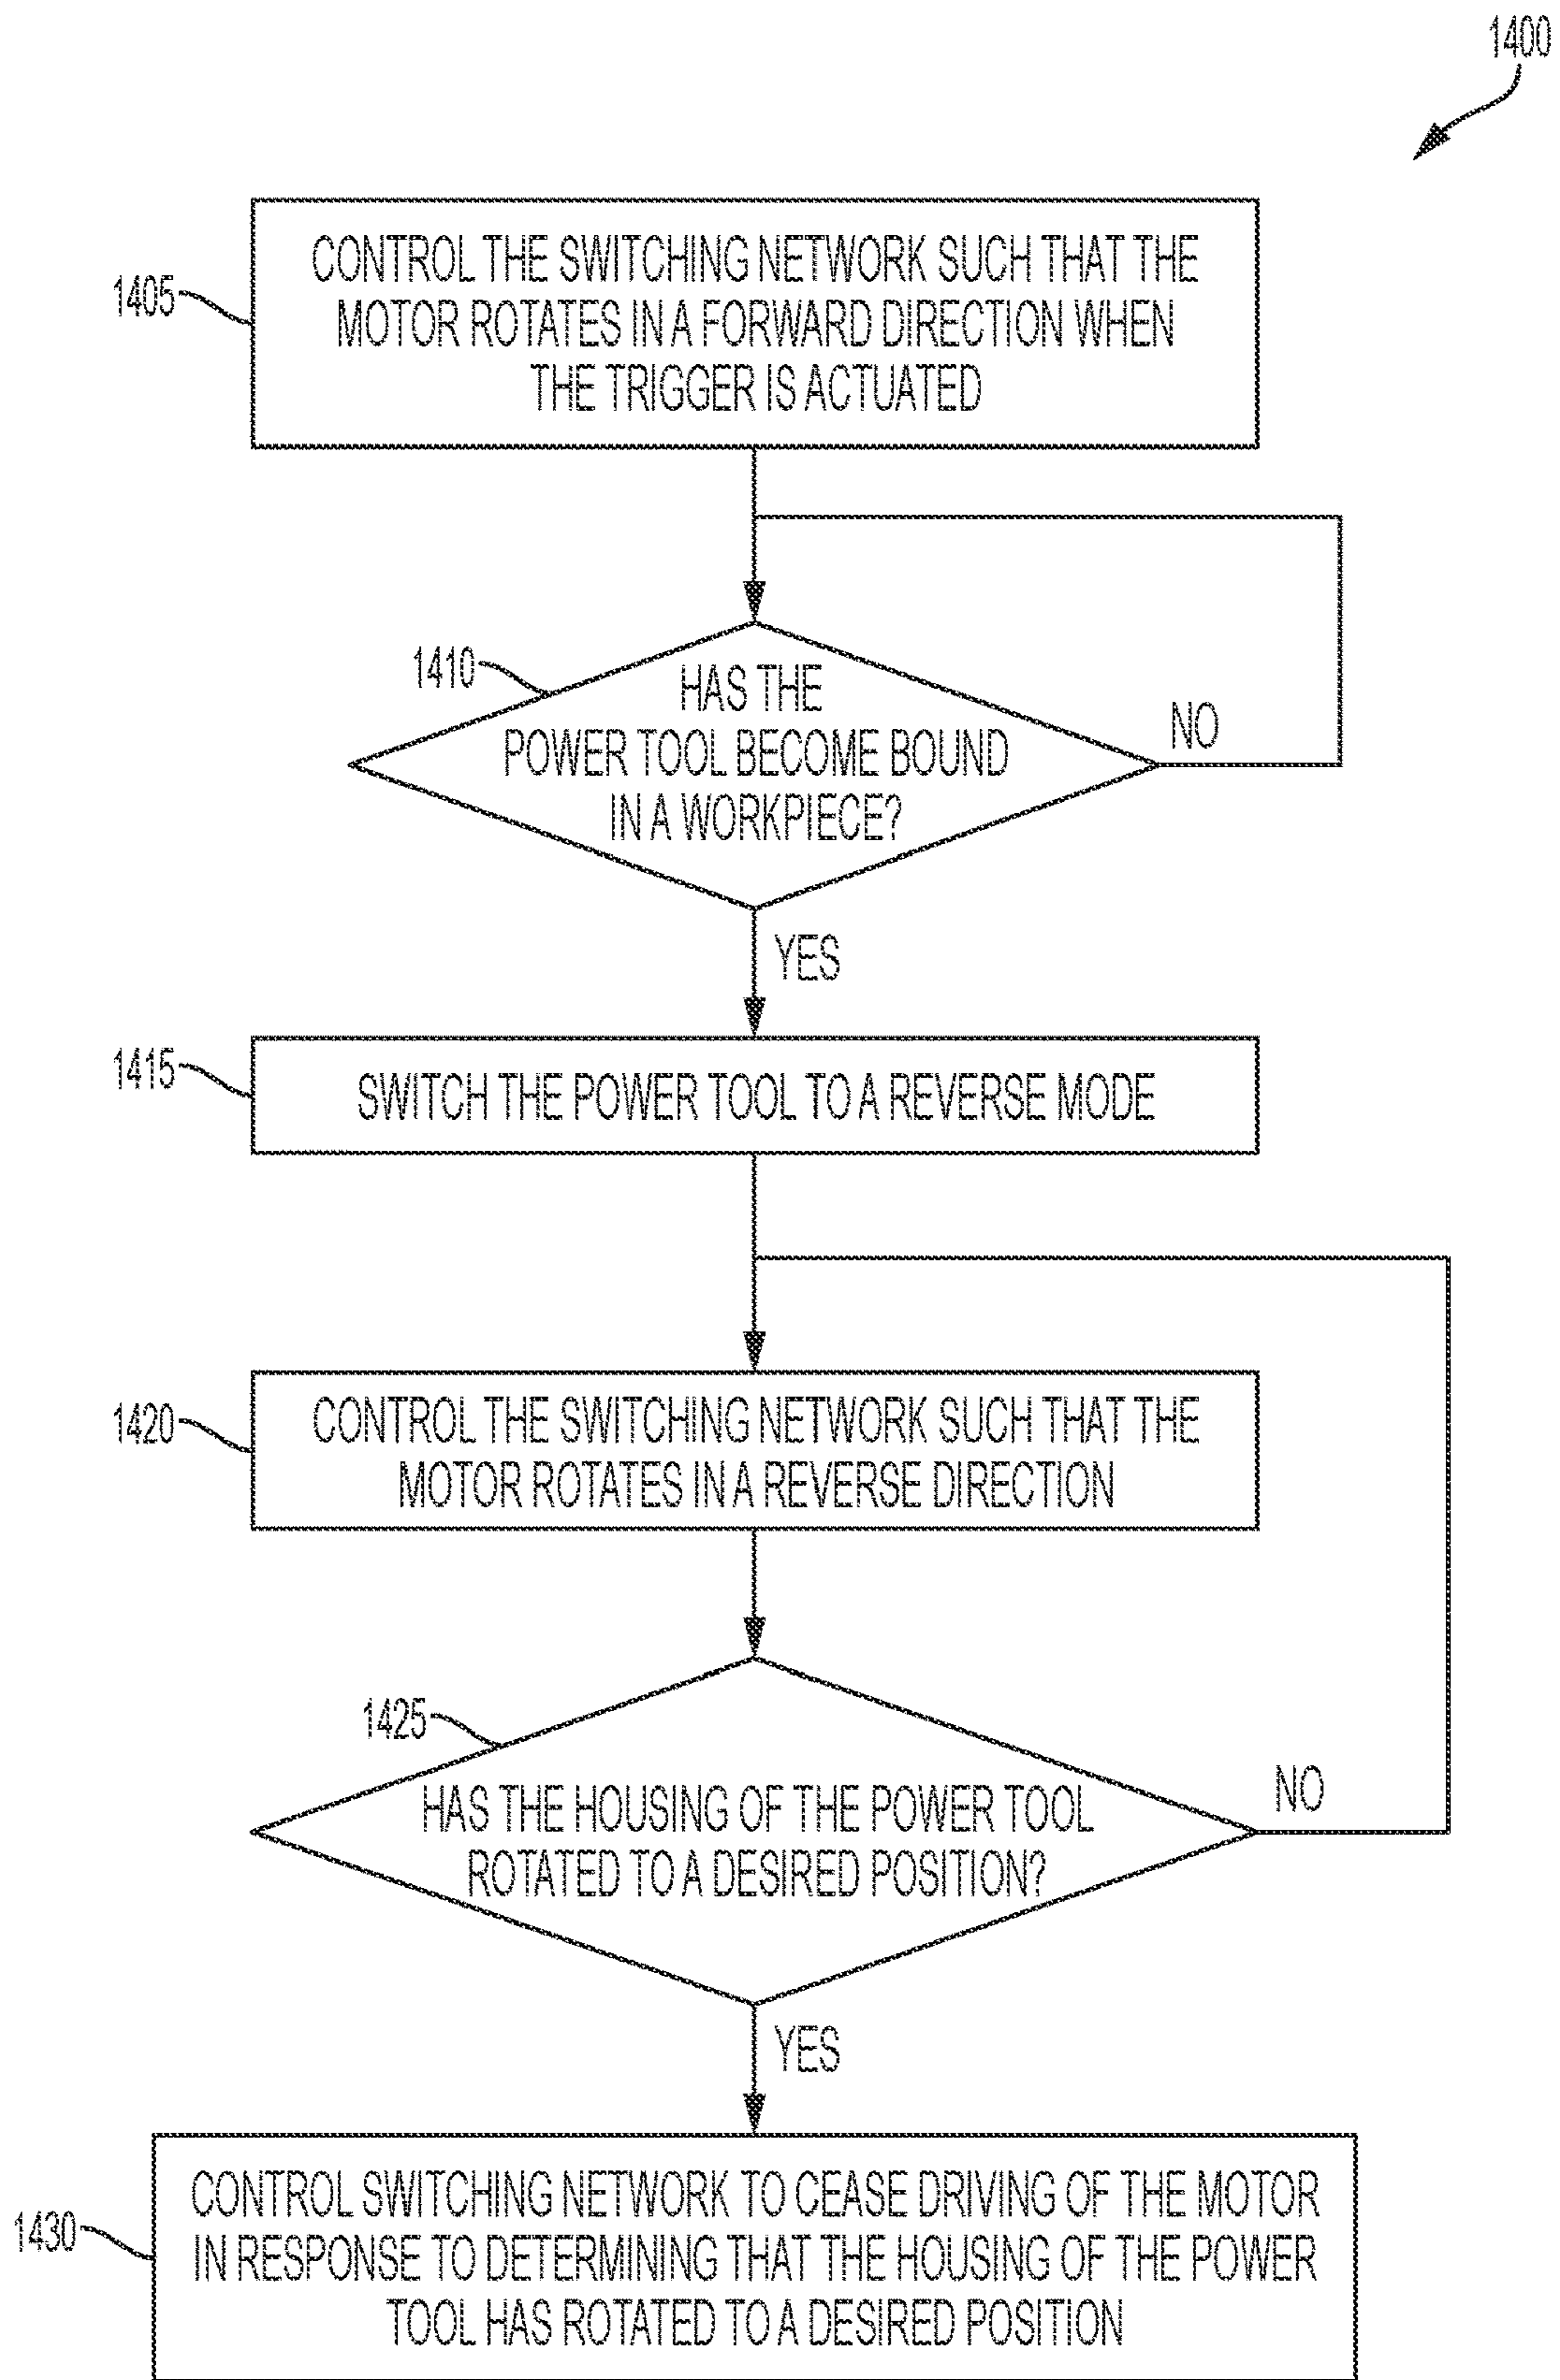 1400
1405
CONTROL THE SWITCHING NETWORK SUCH THAT THE
MOTOR ROTATES IN A FORWARD DIRECTION WHEN
THE TRIGGER IS ACTUATED
1410
HAS THE
POWER TOOL BECOME BOUND
IN A WORKPIECE?
NO
YES
1415
SWITCH THE POWER TOOL TO A REVERSE MODE
1420
CONTROL THE SWITCHING NETWORK SUCH THAT THE
MOTOR ROTATES IN A REVERSE DIRECTION
1425
HAS THE HOUSING OF THE POWER TOOL
ROTATED TO A DESIRED POSITION?
NO
YES
1430
CONTROL SWITCHING NETWORK TO CEASE DRIVING OF THE MOTOR
IN RESPONSE TO DETERMINING THAT THE HOUSING OF THE POWER
TOOL HAS ROTATED TO A DESIRED POSITION